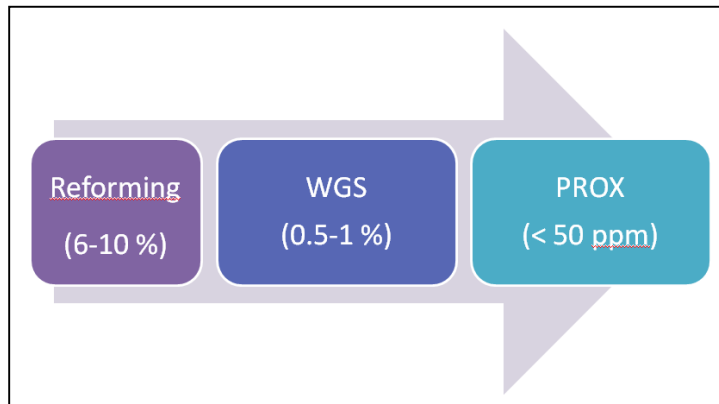 Reforming
(6-10 %)
WGS
(0.5-1 %)
PROX
(< 50 ppm)